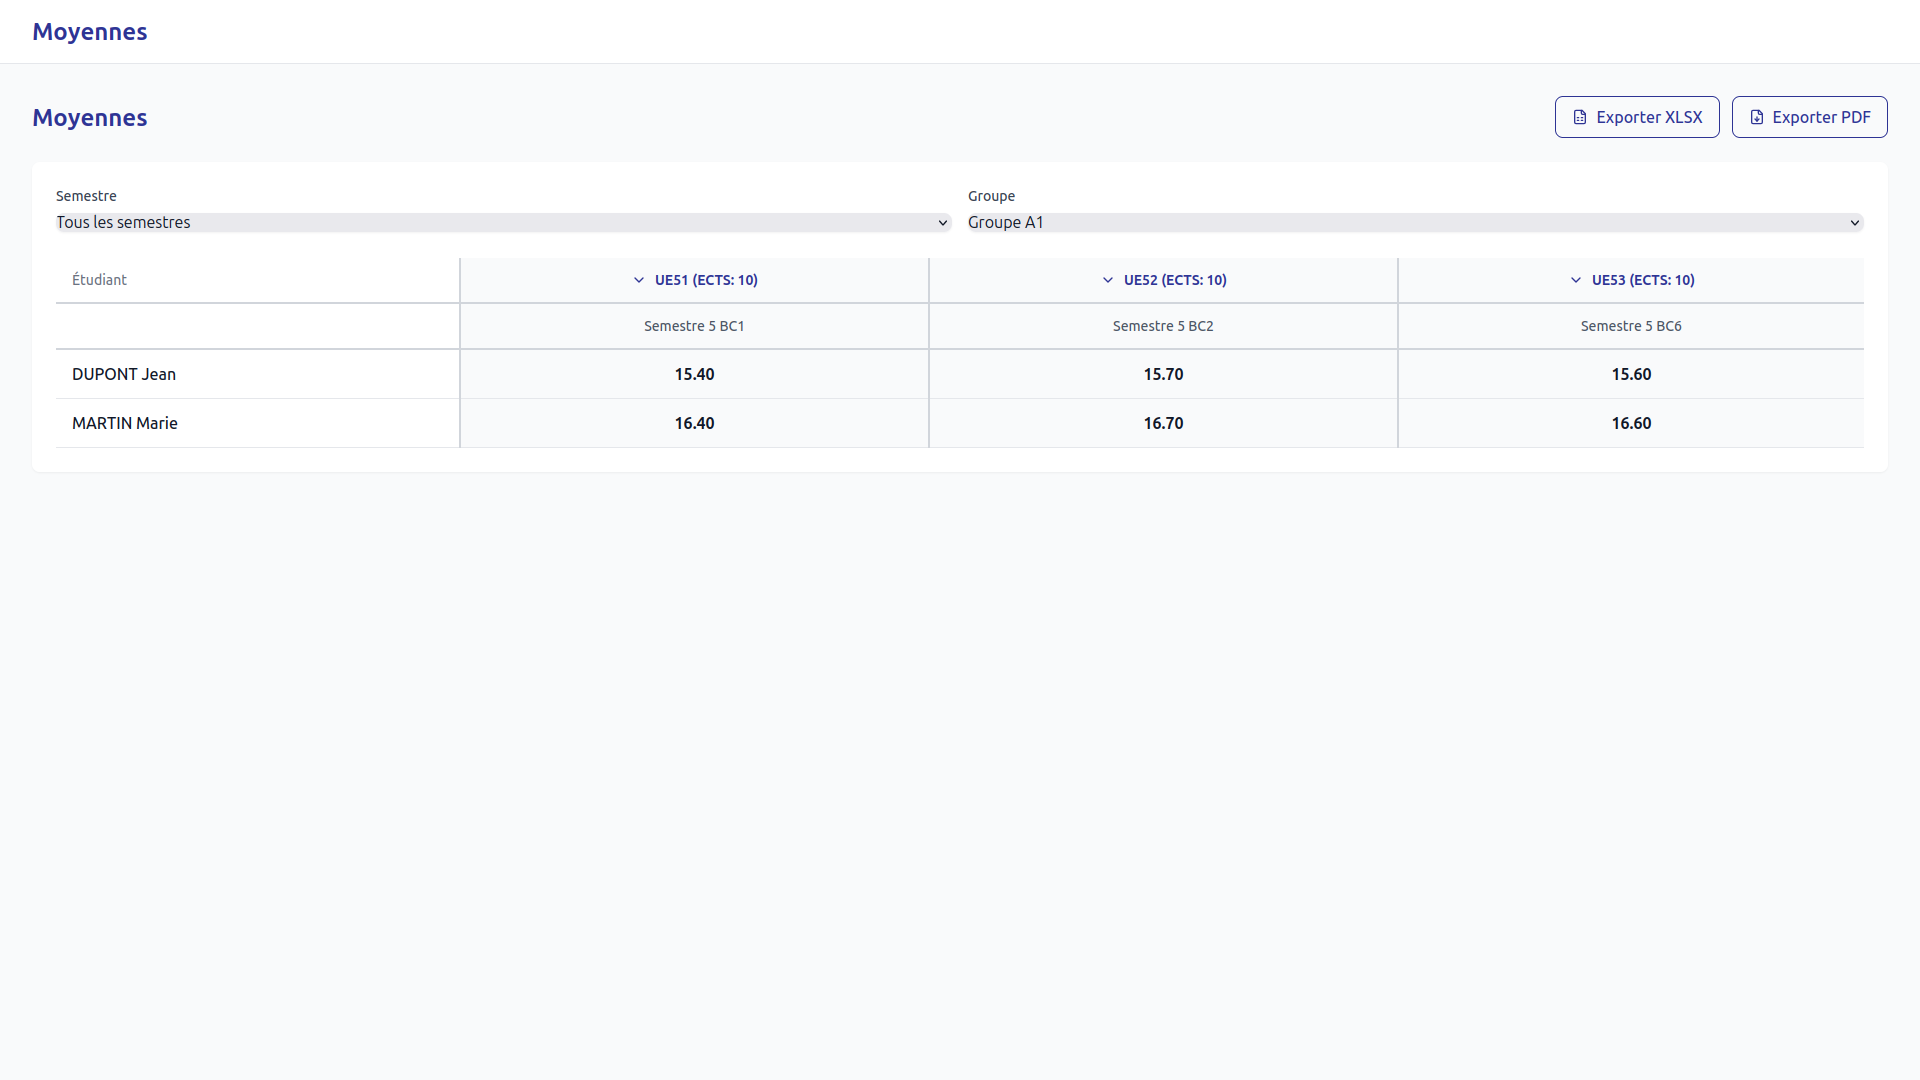 Moyennes
Moyennes
Exporter XLSX
Exporter PDF
Semestre
Groupe
Tous les semestres
Groupe A1
Étudiant
UE51 (ECTS: 10)
UE52 (ECTS: 10)
UE53 (ECTS: 10)
Semestre 5 BC1
Semestre 5 BC2
Semestre 5 BC6
DUPONT Jean
15.40
15.70
15.60
MARTIN Marie
16.40
16.70
16.60